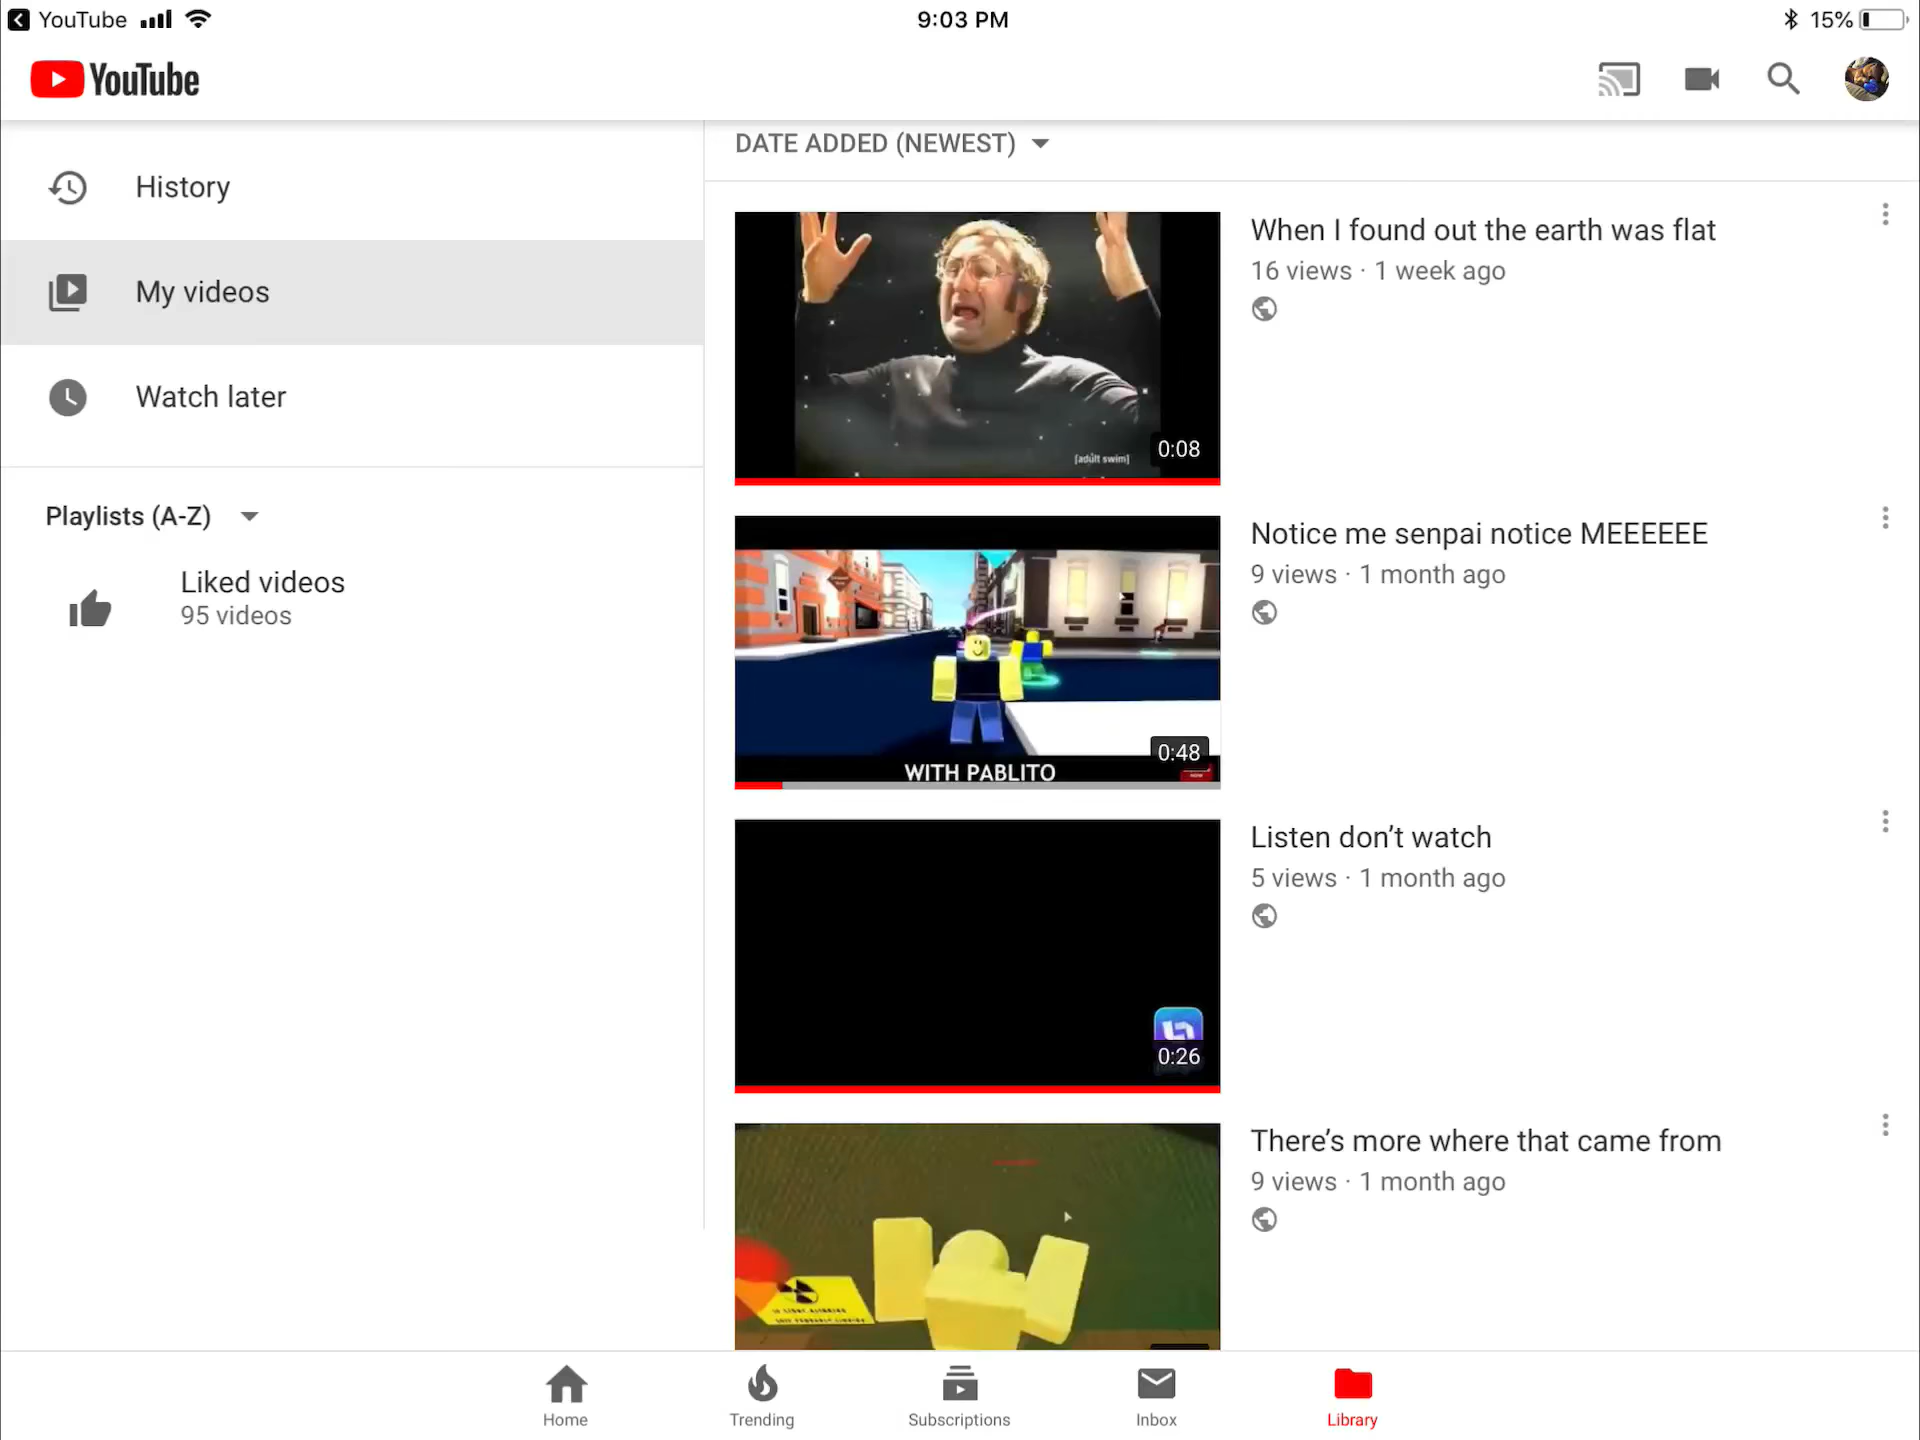 YouTube
9:03 PM
15%
YouTube
History
My videos
Watch later
Playlists (A-Z)
Liked videos
95 videos
DATE ADDED (NEWEST)
[adult swim]
0:08
When I found out the earth was flat
16 views · 1 week ago
WITH PABLITO
0:48
Notice me senpai notice MEEEEEE
9 views · 1 month ago
0:26
Listen don’t watch
5 views · 1 month ago
There’s more where that came from
9 views · 1 month ago
Home
Trending
Subscriptions
Inbox
Library